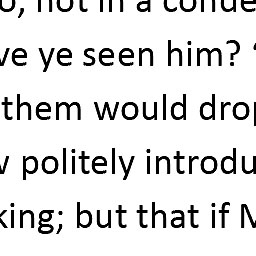 o, not in a conde
ve ye seen him? "
them would drop
v politely introdu
king; but that if M